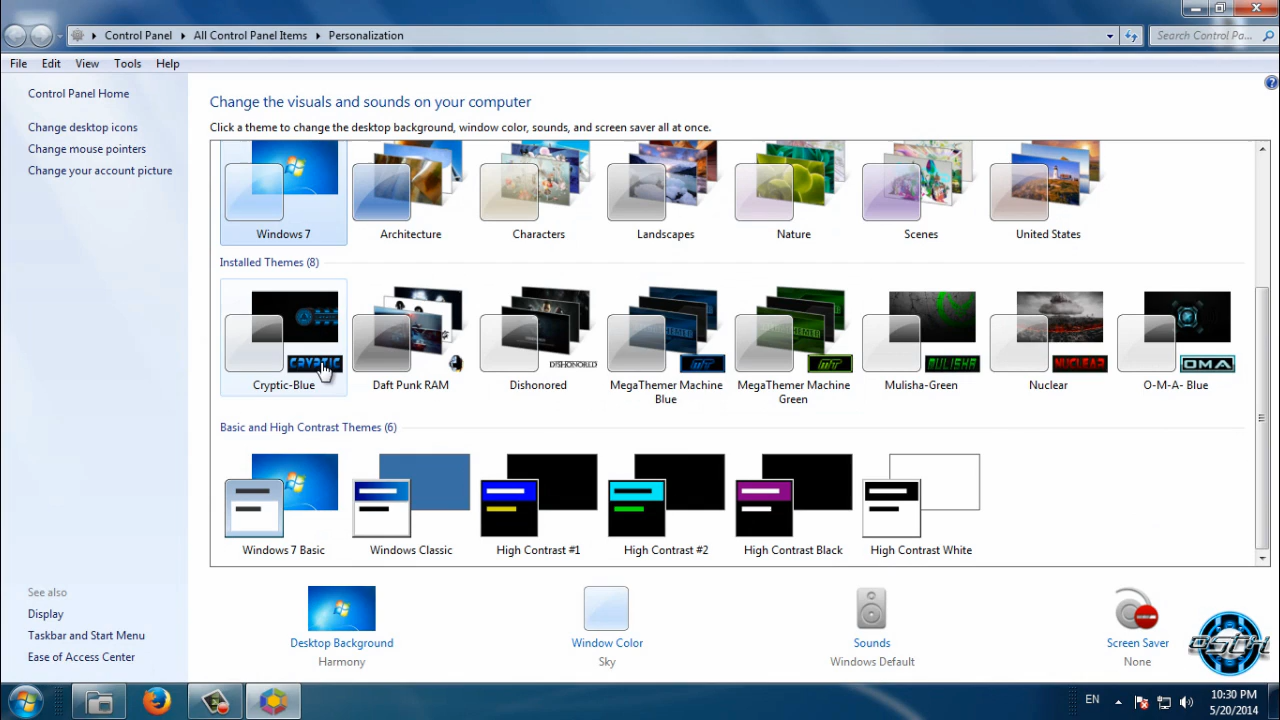 Control Panel
All Control Panel Items
Personalization
Search Control Pa...
File
Edit
View
Tools
Help
Control Panel Home
Change the visuals and sounds on your computer
Change desktop icons
Click a theme to change the desktop background, window color, sounds, and screen saver all at once.
Change mouse pointers
Change your account picture
Windows 7
Architecture
Characters
Landscapes
Nature
Scenes
United States
Installed Themes (8)
CRYPTIC
DISHONORED
MT
MT
MULISHA
NUCLEAR
OMA
Cryptic-Blue
Daft Punk RAM
Dishonored
MegaThemer Machine
Blue
MegaThemer Machine
Green
Mulisha-Green
Nuclear
O-M-A- Blue
Basic and High Contrast Themes (6)
Windows 7 Basic
Windows Classic
High Contrast #1
High Contrast #2
High Contrast Black
High Contrast White
See also
Display
Taskbar and Start Menu
Ease of Access Center
Desktop Background
Harmony
Window Color
Sky
Sounds
Windows Default
Screen Saver
None
EN
10:30 PM
5/20/2014